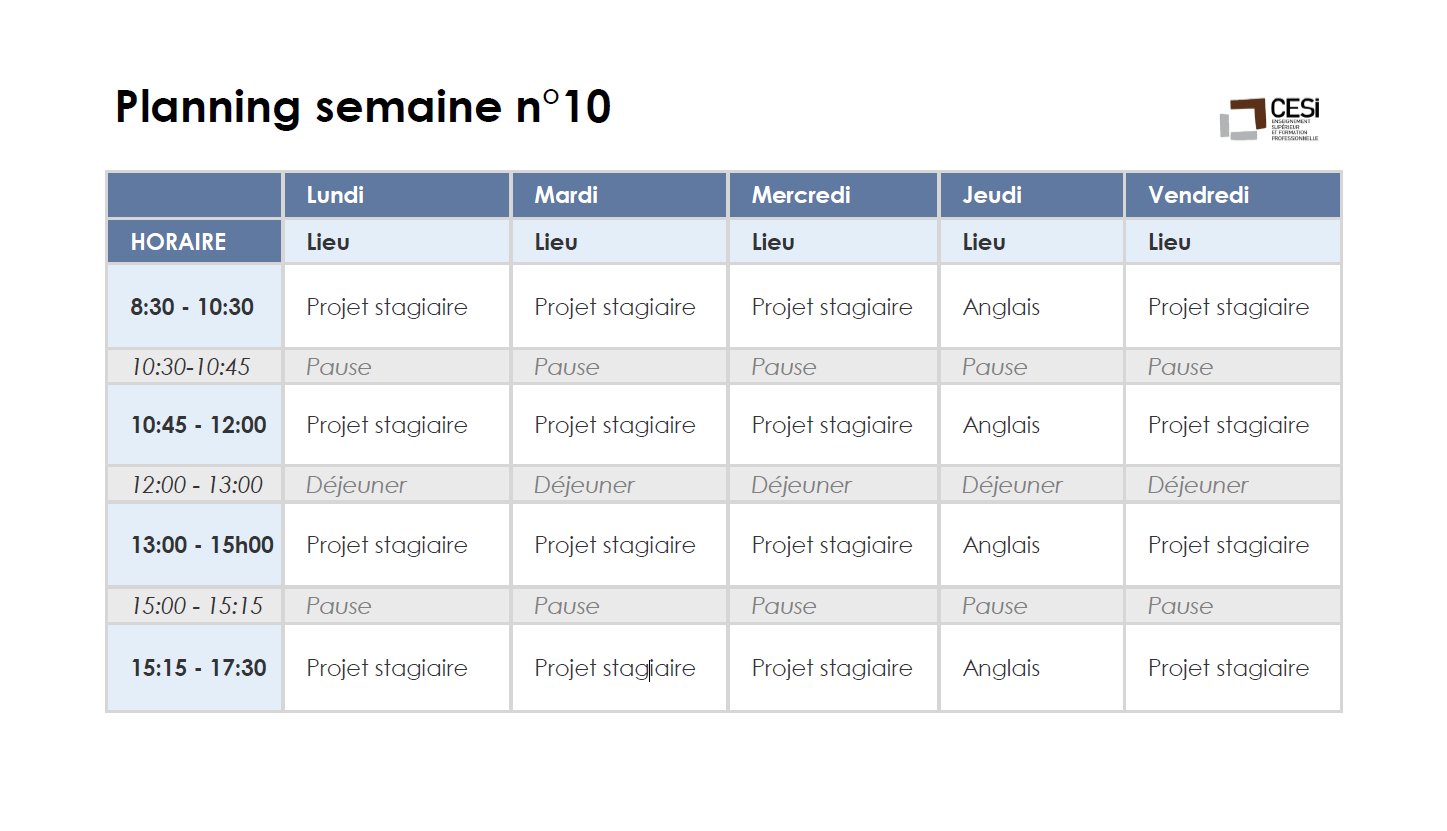 Planning semaine n°10
CESI
ENSEIGNEMENT
SUPÉRIEUR
ET FORMATION
PROFESSIONNELLE
Lundi Mardi Mercredi Jeudi Vendredi
HORAIRE Lieu Lieu Lieu Lieu Lieu
8:30 - 10:30 Projet stagiaire Projet stagiaire Projet stagiaire Anglais Projet stagiaire
10:30-10:45 Pause Pause Pause Pause Pause
10:45 - 12:00 Projet stagiaire Projet stagiaire Projet stagiaire Anglais Projet stagiaire
12:00 - 13:00 Déjeuner Déjeuner Déjeuner Déjeuner Déjeuner
13:00 - 15h00 Projet stagiaire Projet stagiaire Projet stagiaire Anglais Projet stagiaire
15:00 - 15:15 Pause Pause Pause Pause Pause
15:15 - 17:30 Projet stagiaire Projet stagiaire Projet stagiaire Anglais Projet stagiaire